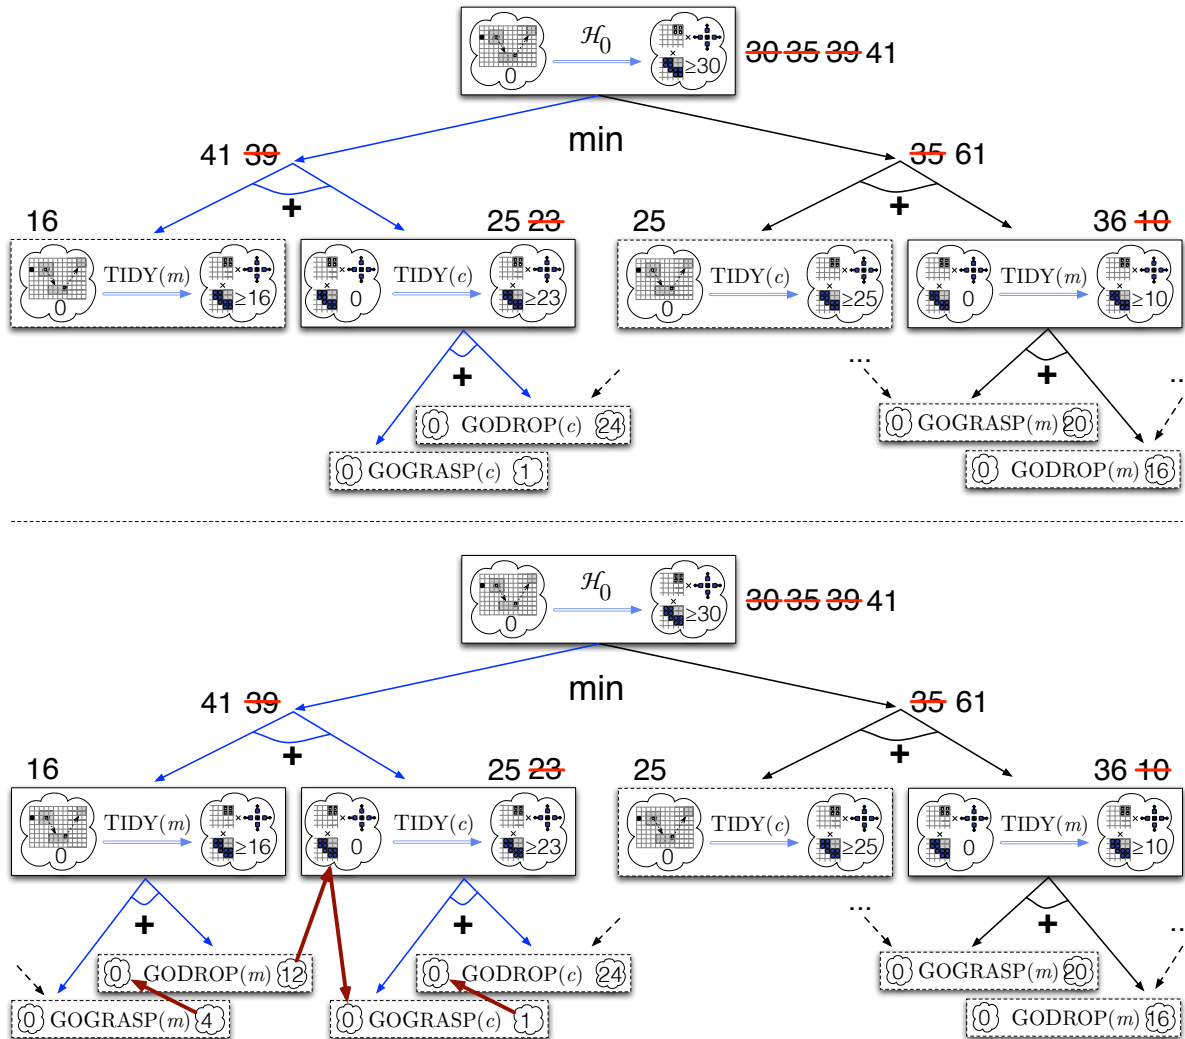 ℋ0
0
≥30
30 35 39 41
min
41 39
35 61
+
+
16
25 23
25
36 10
TIDY(m)
0
≥16
0
TIDY(c)
≥23
TIDY(c)
0
≥25
0
TIDY(m)
≥10
...
+
+
...
0 GODROP(c) 24
0 GOGRASP(m) 20
0 GOGRASP(c) 1
0 GODROP(m) 16
ℋ0
0
≥30
30 35 39 41
min
41 39
35 61
+
+
16
25 23
25
36 10
TIDY(m)
0
≥16
0
TIDY(c)
≥23
TIDY(c)
0
≥25
0
TIDY(m)
≥10
...
+
+
+
...
0 GODROP(m) 12
0 GODROP(c) 24
0 GOGRASP(m) 20
0 GOGRASP(m) 4
0 GOGRASP(c) 1
0 GODROP(m) 16